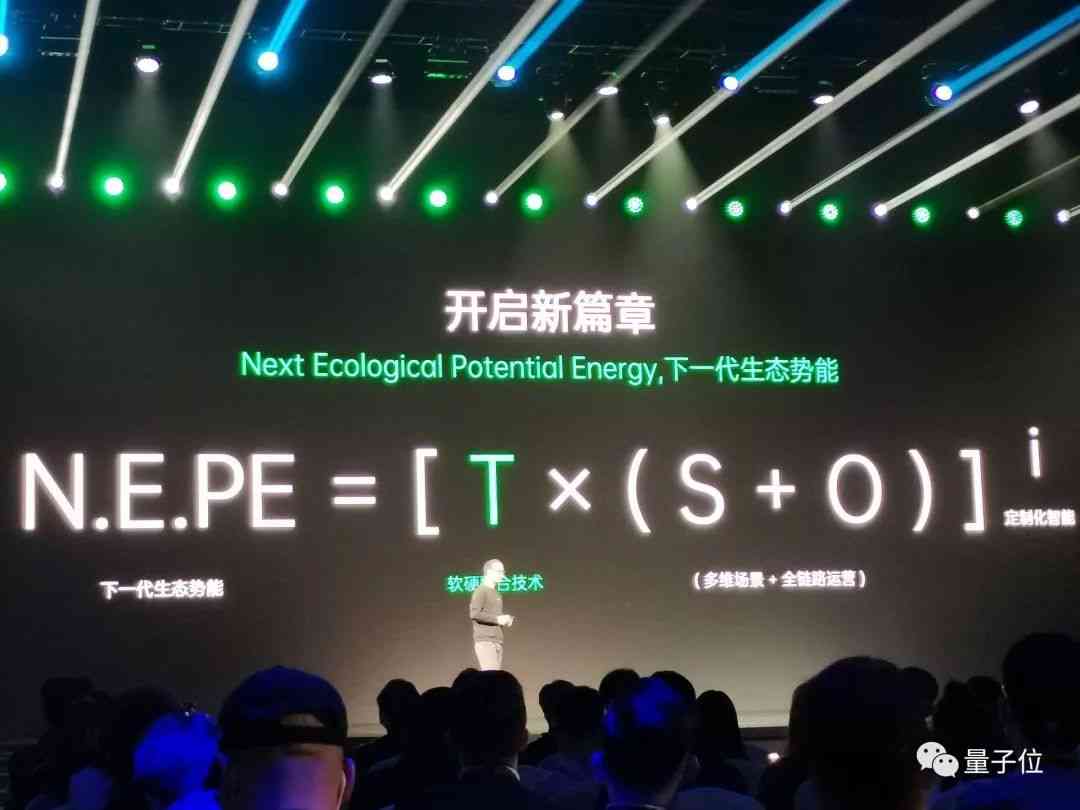 开启新篇章
Next Ecological Potential Energy,下一代生态势能
N.E.PE = [ T × ( S + O ) ] i
定制化智能
下一代生态势能
软硬 合技术
( 多维场景 + 全链路运营 )
量子位